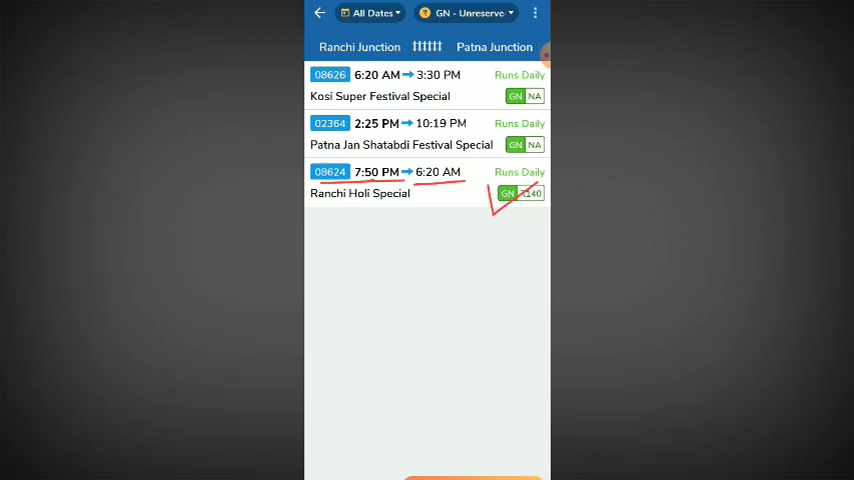 All Dates GN - Unreserve
Ranchi Junction Patna Junction
08626 6:20 AM 3:30 PM Runs Daily
Kosi Super Festival Special GN NA
02364 2:25 PM 10:19 PM Runs Daily
Patna Jan Shatabdi Festival Special GN NA
08624 7:50 PM 6:20 AM Runs Daily
Ranchi Holi Special GN ₹140